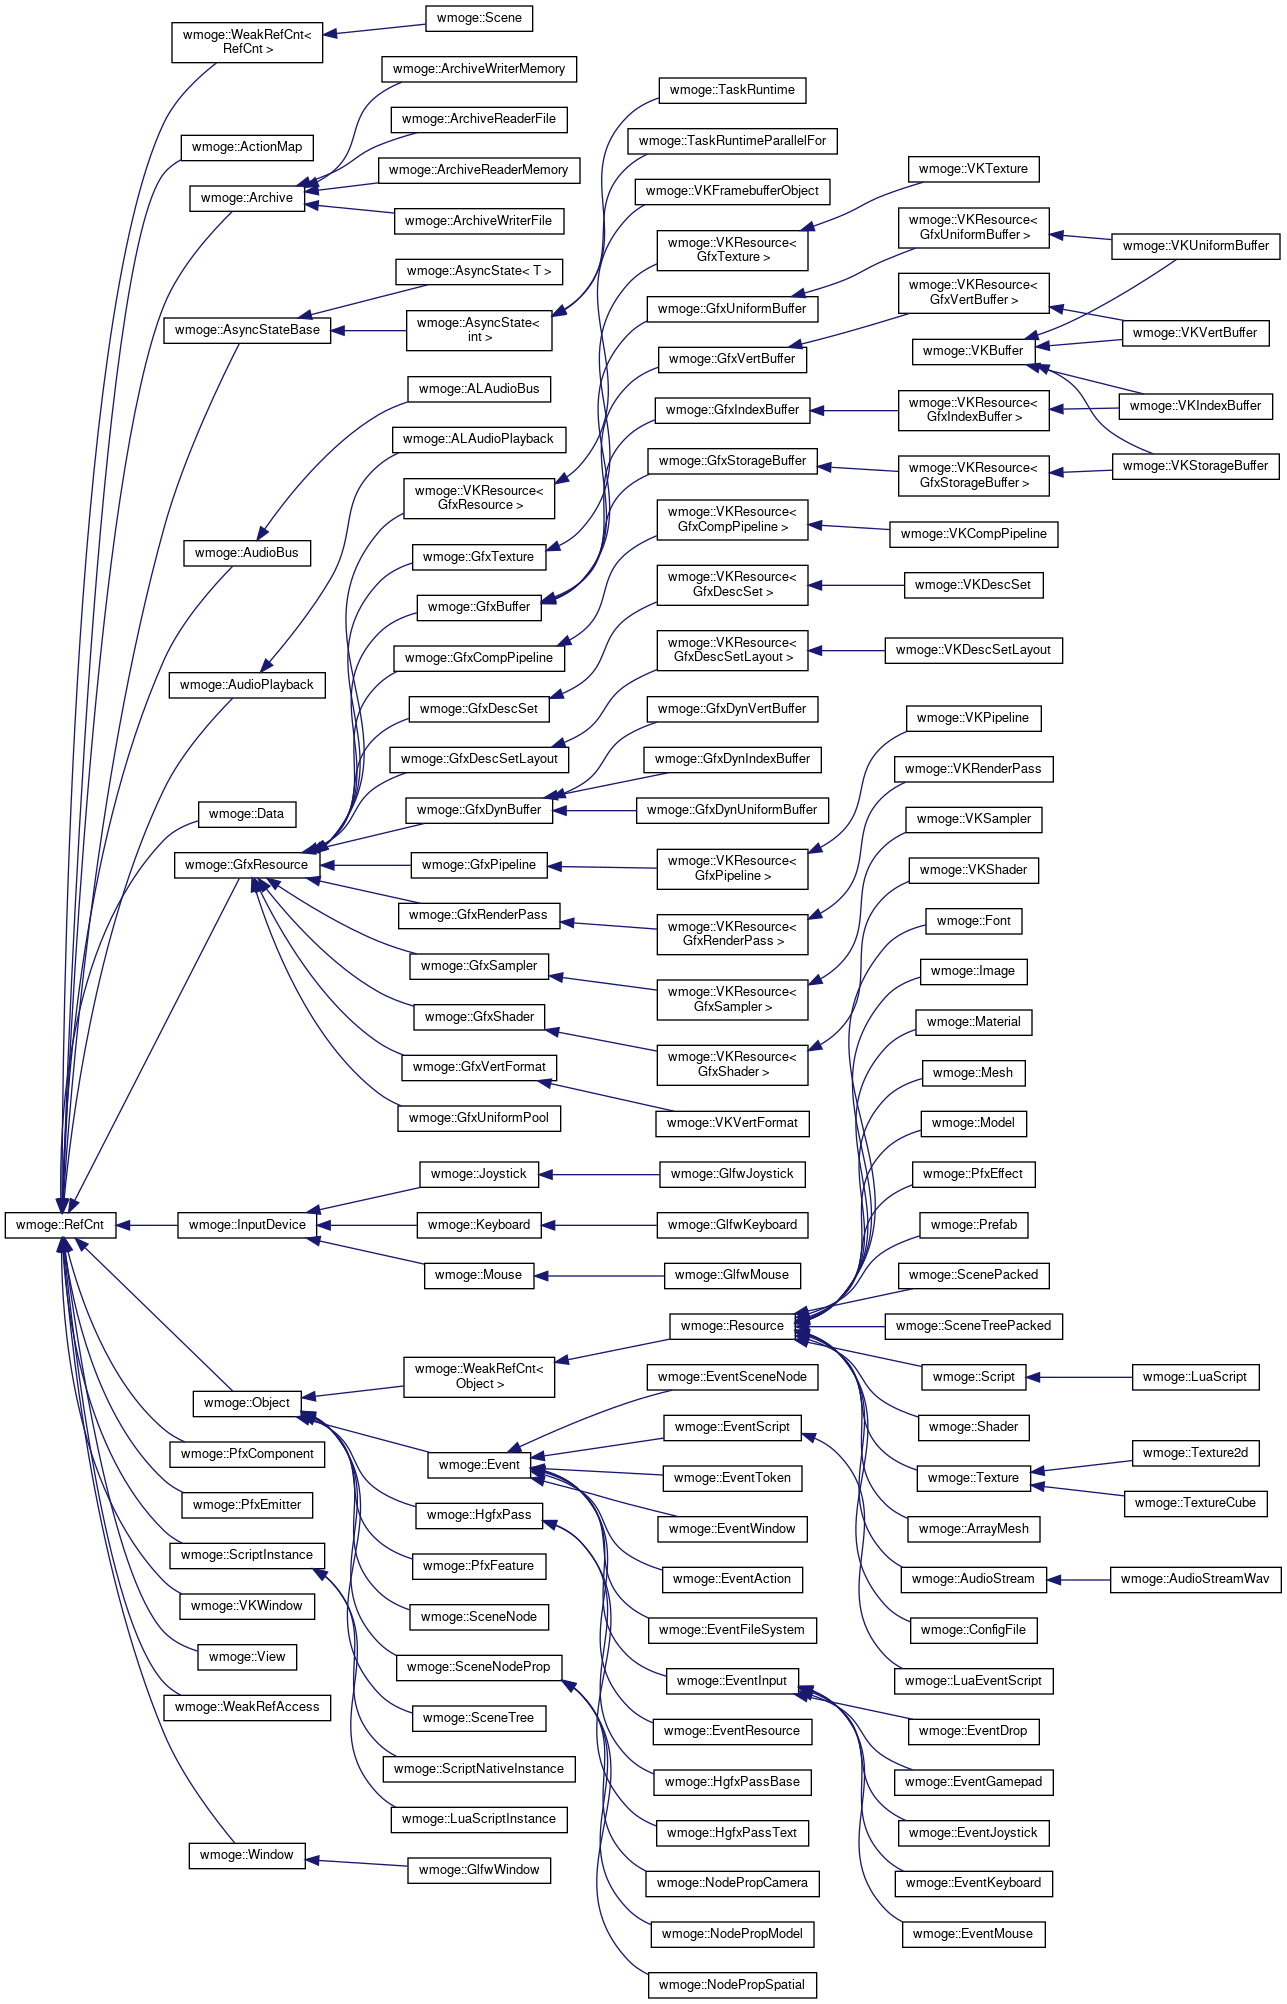 wmoge::RefCnt
wmoge::WeakRefCnt<
RefCnt >
wmoge::ActionMap
wmoge::Archive
wmoge::AsyncStateBase
wmoge::AudioBus
wmoge::AudioPlayback
wmoge::Data
wmoge::GfxResource
wmoge::InputDevice
wmoge::Object
wmoge::PfxComponent
wmoge::PfxEmitter
wmoge::ScriptInstance
wmoge::VKWindow
wmoge::View
wmoge::WeakRefAccess
wmoge::Window
wmoge::Scene
wmoge::ArchiveWriterMemory
wmoge::ArchiveReaderFile
wmoge::ArchiveReaderMemory
wmoge::ArchiveWriterFile
wmoge::AsyncState< T >
wmoge::AsyncState<
int >
wmoge::ALAudioBus
wmoge::ALAudioPlayback
wmoge::VKResource<
GfxResource >
wmoge::GfxTexture
wmoge::GfxBuffer
wmoge::GfxCompPipeline
wmoge::GfxDescSet
wmoge::GfxDescSetLayout
wmoge::GfxDynBuffer
wmoge::GfxPipeline
wmoge::GfxRenderPass
wmoge::GfxSampler
wmoge::GfxShader
wmoge::GfxVertFormat
wmoge::GfxUniformPool
wmoge::Joystick
wmoge::Keyboard
wmoge::Mouse
wmoge::WeakRefCnt<
Object >
wmoge::Event
wmoge::HgfxPass
wmoge::PfxFeature
wmoge::SceneNode
wmoge::SceneNodeProp
wmoge::SceneTree
wmoge::ScriptNativeInstance
wmoge::LuaScriptInstance
wmoge::GlfwWindow
wmoge::TaskRuntime
wmoge::TaskRuntimeParallelFor
wmoge::VKFramebufferObject
wmoge::VKResource<
GfxTexture >
wmoge::GfxUniformBuffer
wmoge::GfxVertBuffer
wmoge::GfxIndexBuffer
wmoge::GfxStorageBuffer
wmoge::VKResource<
GfxCompPipeline >
wmoge::VKResource<
GfxDescSet >
wmoge::VKResource<
GfxDescSetLayout >
wmoge::GfxDynVertBuffer
wmoge::GfxDynIndexBuffer
wmoge::GfxDynUniformBuffer
wmoge::VKResource<
GfxPipeline >
wmoge::VKResource<
GfxRenderPass >
wmoge::VKResource<
GfxSampler >
wmoge::VKResource<
GfxShader >
wmoge::VKVertFormat
wmoge::GlfwJoystick
wmoge::GlfwKeyboard
wmoge::GlfwMouse
wmoge::Resource
wmoge::EventSceneNode
wmoge::EventScript
wmoge::EventToken
wmoge::EventWindow
wmoge::EventAction
wmoge::EventFileSystem
wmoge::EventInput
wmoge::EventResource
wmoge::HgfxPassBase
wmoge::HgfxPassText
wmoge::NodePropCamera
wmoge::NodePropModel
wmoge::NodePropSpatial
wmoge::VKTexture
wmoge::VKResource<
GfxUniformBuffer >
wmoge::VKResource<
GfxVertBuffer >
wmoge::VKBuffer
wmoge::VKResource<
GfxIndexBuffer >
wmoge::VKResource<
GfxStorageBuffer >
wmoge::VKCompPipeline
wmoge::VKDescSet
wmoge::VKDescSetLayout
wmoge::VKPipeline
wmoge::VKRenderPass
wmoge::VKSampler
wmoge::VKShader
wmoge::Font
wmoge::Image
wmoge::Material
wmoge::Mesh
wmoge::Model
wmoge::PfxEffect
wmoge::Prefab
wmoge::ScenePacked
wmoge::SceneTreePacked
wmoge::Script
wmoge::Shader
wmoge::Texture
wmoge::ArrayMesh
wmoge::AudioStream
wmoge::ConfigFile
wmoge::LuaEventScript
wmoge::EventDrop
wmoge::EventGamepad
wmoge::EventJoystick
wmoge::EventKeyboard
wmoge::EventMouse
wmoge::VKUniformBuffer
wmoge::VKVertBuffer
wmoge::VKIndexBuffer
wmoge::VKStorageBuffer
wmoge::LuaScript
wmoge::Texture2d
wmoge::TextureCube
wmoge::AudioStreamWav